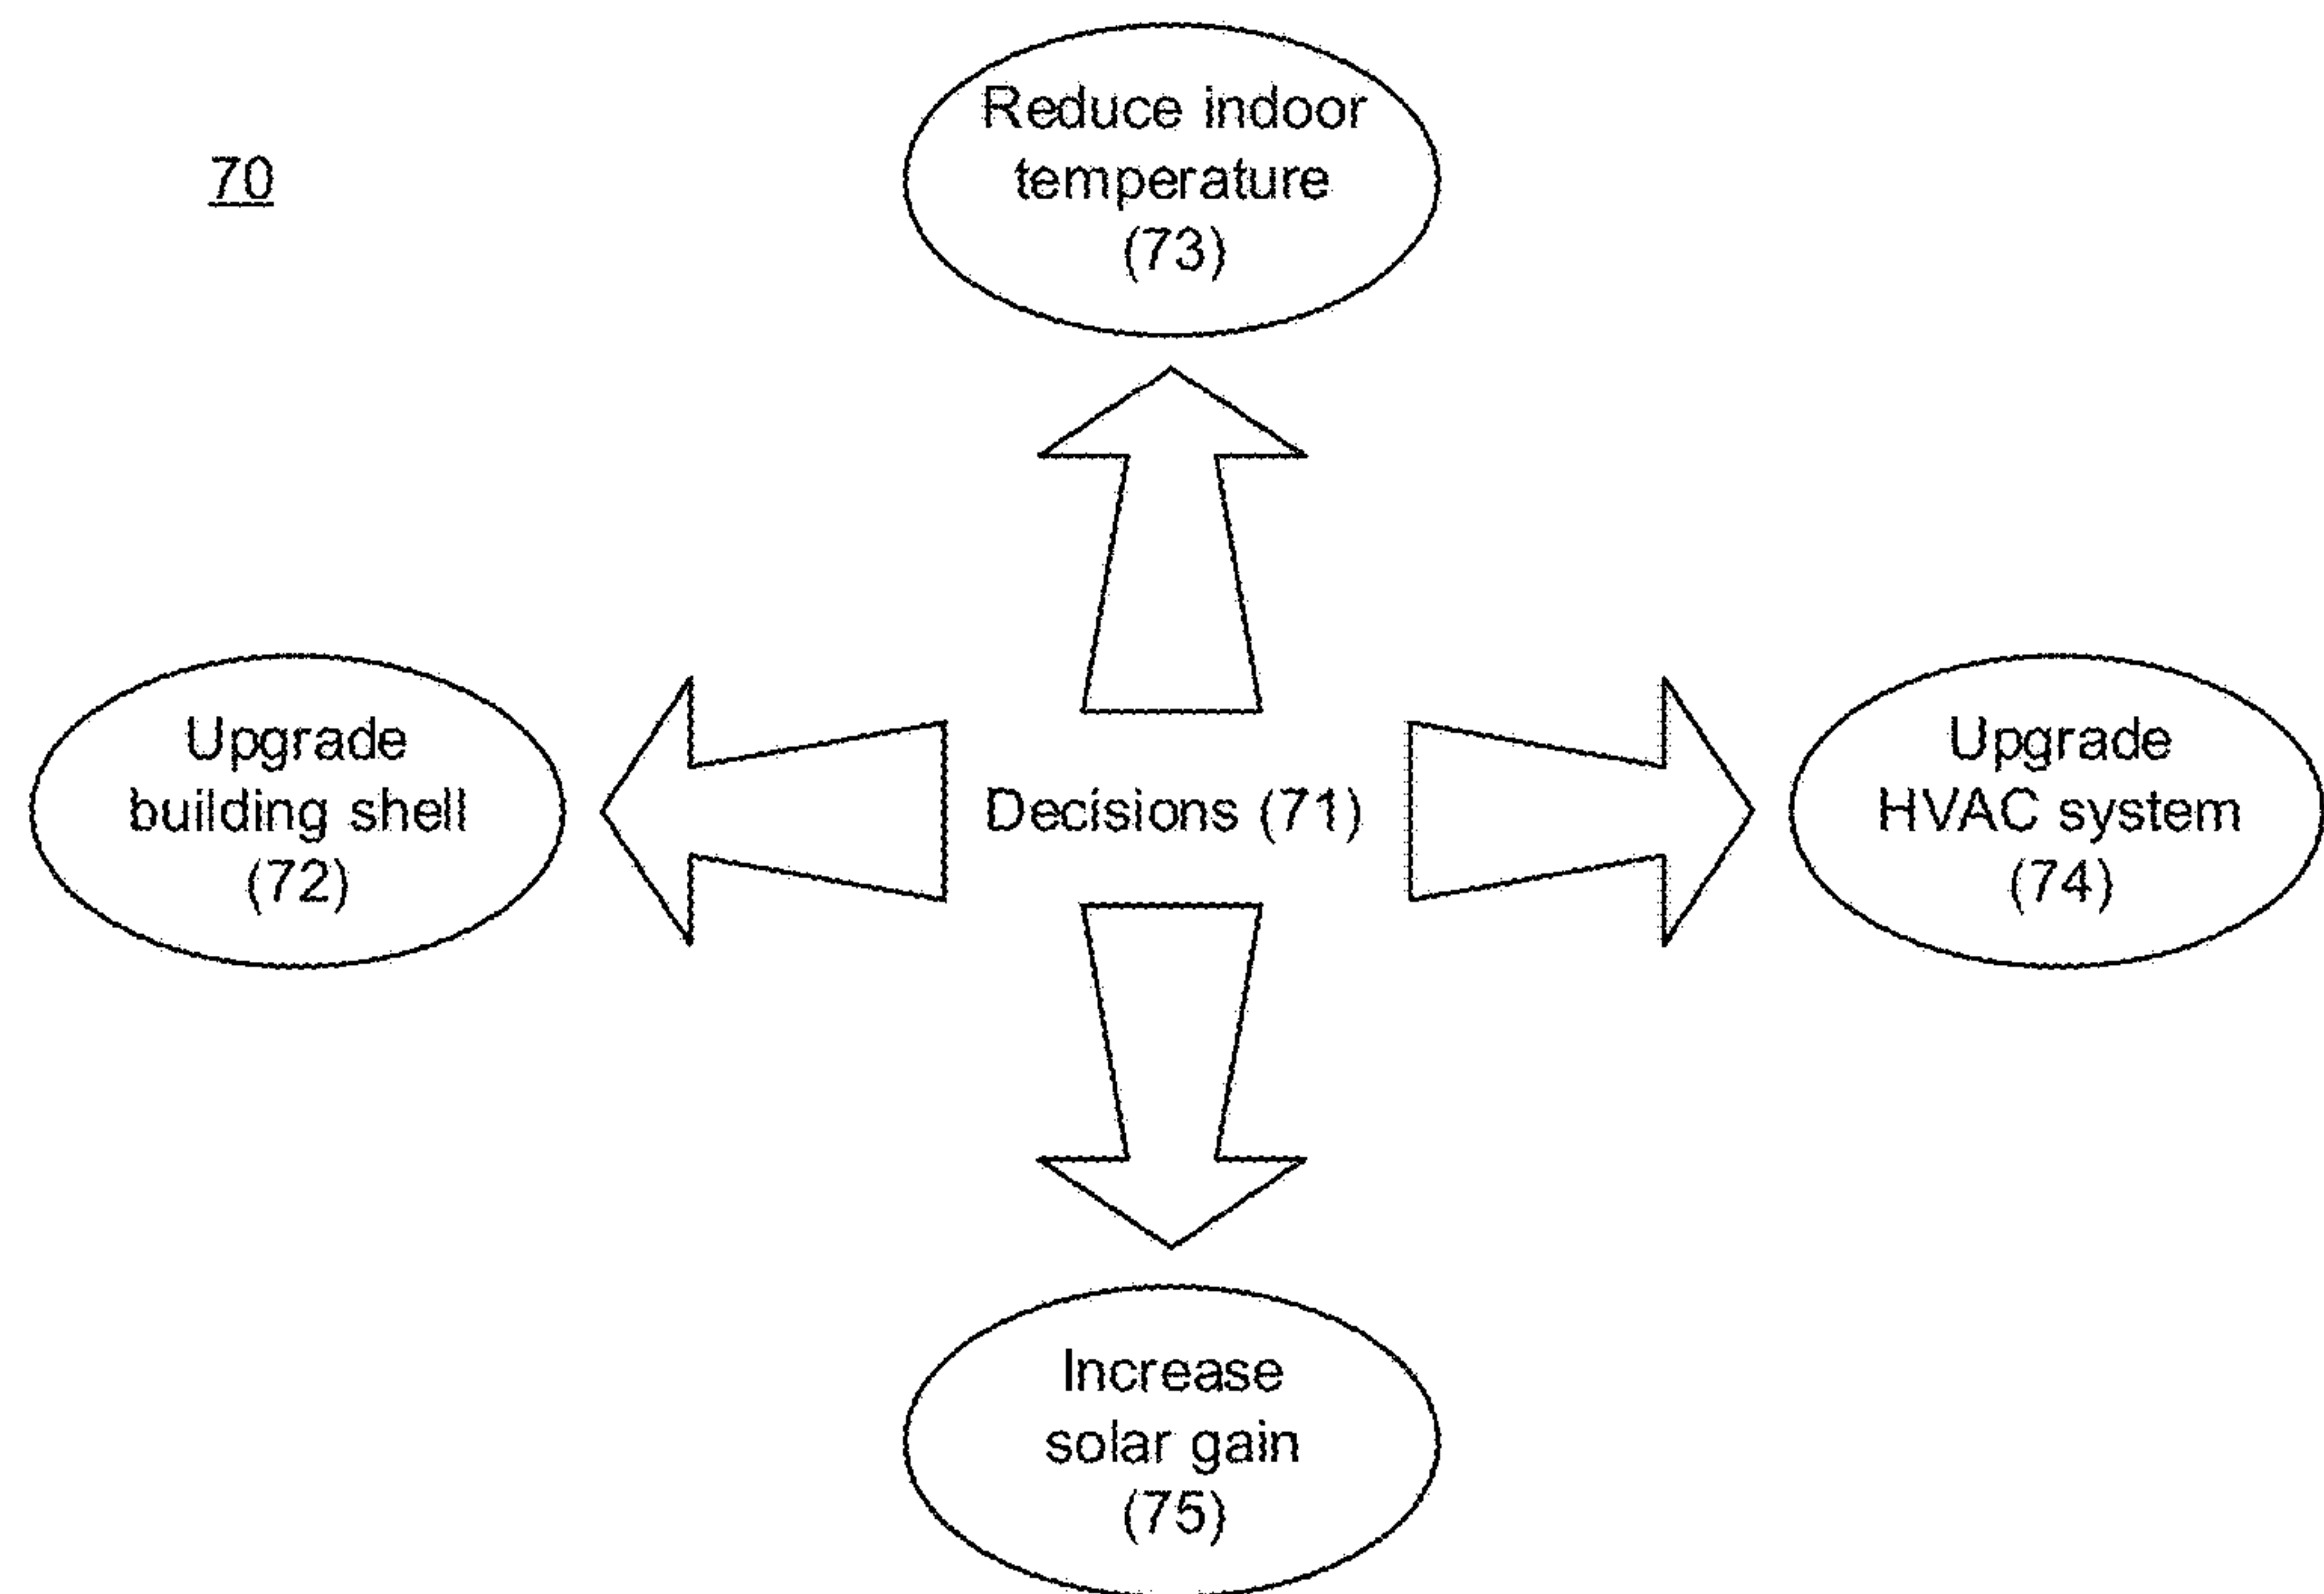 Reduce indoor
temperature
(73)
70
Upgrade
building shell
(72)
Decisions (71)
Upgrade
HVAC system
(74)
Increase
solar gain
(75)